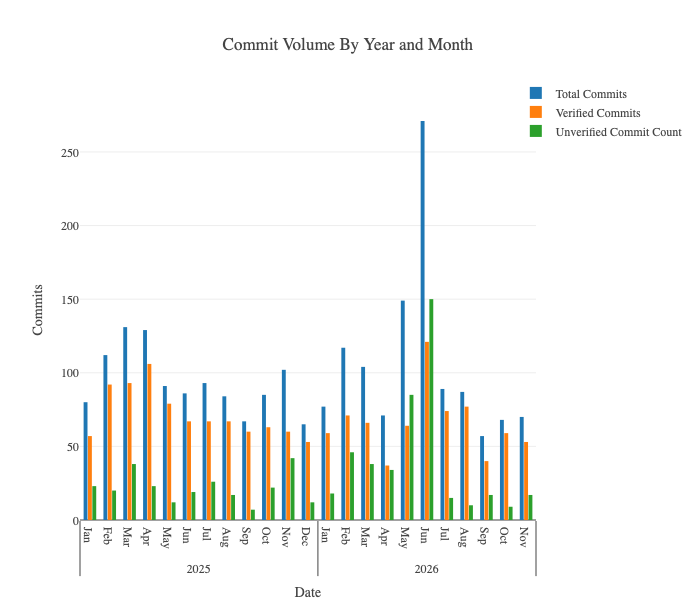 Commit Volume By Year and Month
Total Commits
Verified Commits
Unverified Commit Count
250
200
150
100
50
0
Commits
Jan Feb Mar Apr May Jun Jul Aug Sep Oct Nov Dec Jan Feb Mar Apr May Jun Jul Aug Sep Oct Nov
2025 2026
Date